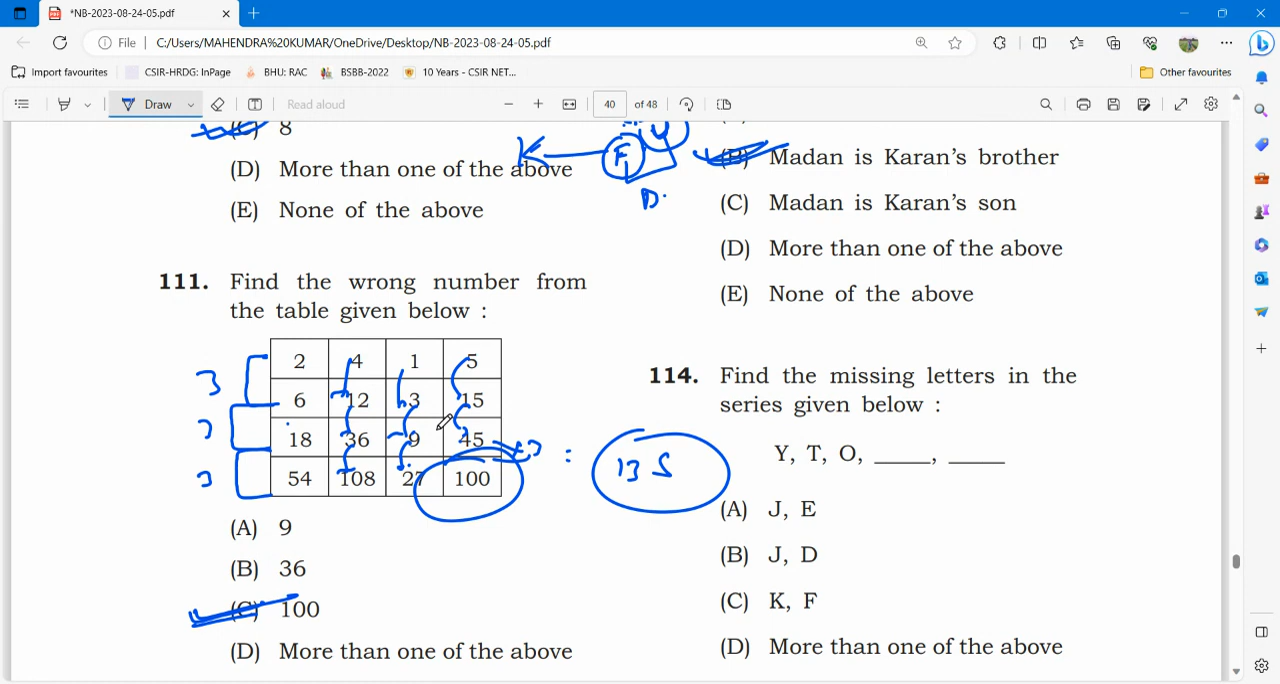 *NB-2023-08-24-05.pdf
File C:/Users/MAHENDRA%20KUMAR/OneDrive/Desktop/NB-2023-08-24-05.pdf
Import favourites CSIR-HRDG: InPage BHU: RAC BSBB-2022 10 Years - CSIR NET... Other favourites
Draw Read aloud 40 of 48
8
(D) More than one of the above
(E) None of the above
F
D
111. Find the wrong number from
the table given below :
2 4 1 5
6 12 3 15
18 36 9 45
54 108 27 100
3
3
3
×3 = 135
(A) 9
(B) 36
(C) 100
(D) More than one of the above
(B) Madan is Karan's brother
(C) Madan is Karan's son
(D) More than one of the above
(E) None of the above
114. Find the missing letters in the
series given below :
Y, T, O, _____, _____
(A) J, E
(B) J, D
(C) K, F
(D) More than one of the above